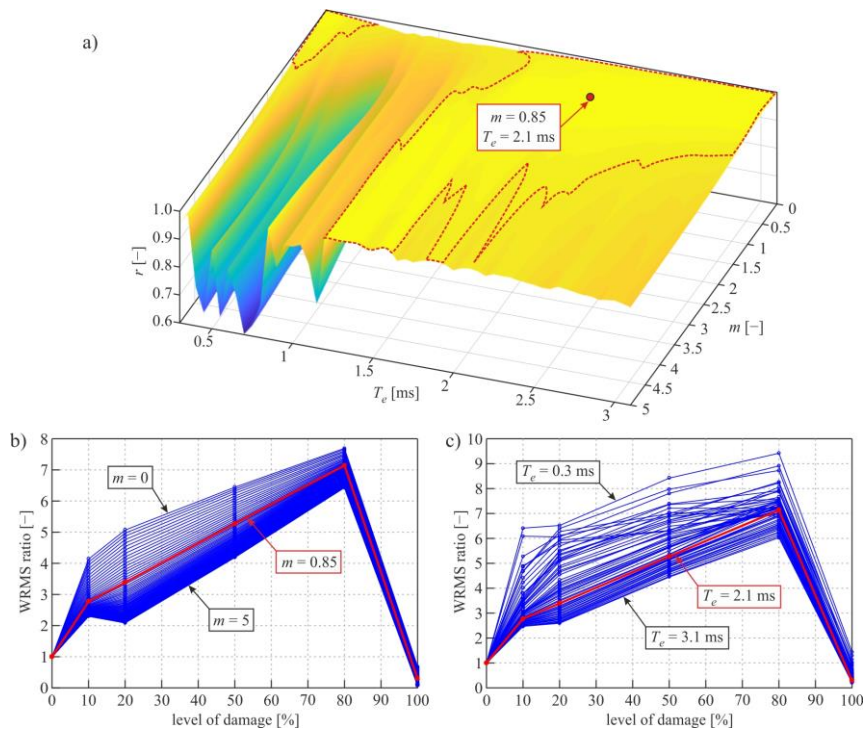 a)
m = 0.85
T_e = 2.1 ms
1.0
0.9
0.8
0.7
0.6
r [−]
0.5
1
1.5
2
2.5
3
T_e [ms]
0
0.5
1
1.5
2
2.5
3
3.5
4
4.5
5
m [−]
b)
8
7
6
5
4
3
2
1
0
WRMS ratio [−]
m = 0
m = 0.85
m = 5
0 10 20 30 40 50 60 70 80 90 100
level of damage [%]
c)
10
9
8
7
6
5
4
3
2
1
0
WRMS ratio [−]
T_e = 0.3 ms
T_e = 2.1 ms
T_e = 3.1 ms
0 10 20 30 40 50 60 70 80 90 100
level of damage [%]